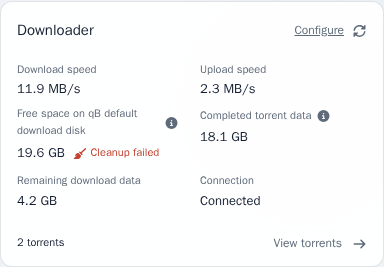 Downloader
Configure
Download speed
11.9 MB/s
Upload speed
2.3 MB/s
Free space on qB default
download disk
19.6 GB Cleanup failed
Completed torrent data
18.1 GB
Remaining download data
4.2 GB
Connection
Connected
2 torrents
View torrents